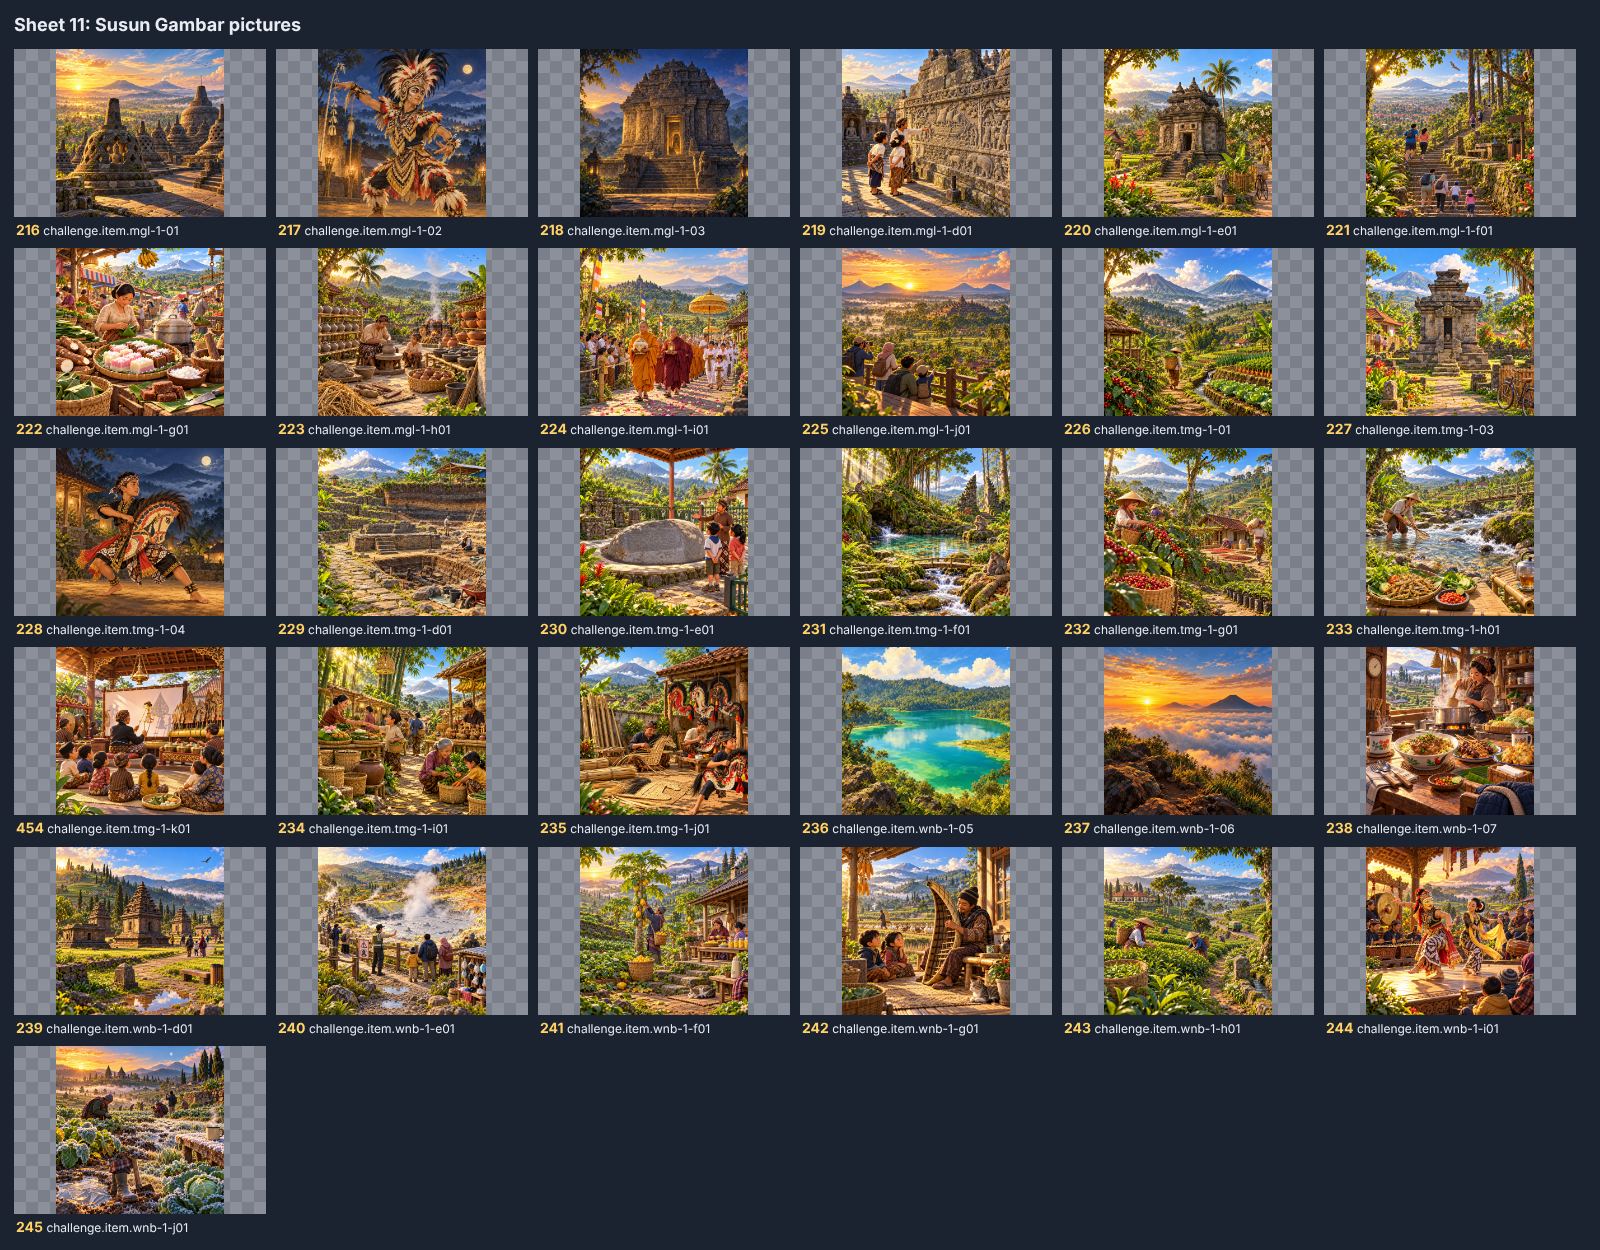 Sheet 11: Susun Gambar pictures
216 challenge.item.mgl-1-01
217 challenge.item.mgl-1-02
218 challenge.item.mgl-1-03
219 challenge.item.mgl-1-d01
220 challenge.item.mgl-1-e01
221 challenge.item.mgl-1-f01
222 challenge.item.mgl-1-g01
223 challenge.item.mgl-1-h01
224 challenge.item.mgl-1-i01
225 challenge.item.mgl-1-j01
226 challenge.item.tmg-1-01
227 challenge.item.tmg-1-03
228 challenge.item.tmg-1-04
229 challenge.item.tmg-1-d01
230 challenge.item.tmg-1-e01
231 challenge.item.tmg-1-f01
232 challenge.item.tmg-1-g01
233 challenge.item.tmg-1-h01
454 challenge.item.tmg-1-k01
234 challenge.item.tmg-1-i01
235 challenge.item.tmg-1-j01
236 challenge.item.wnb-1-05
237 challenge.item.wnb-1-06
238 challenge.item.wnb-1-07
239 challenge.item.wnb-1-d01
240 challenge.item.wnb-1-e01
241 challenge.item.wnb-1-f01
242 challenge.item.wnb-1-g01
243 challenge.item.wnb-1-h01
244 challenge.item.wnb-1-i01
245 challenge.item.wnb-1-j01